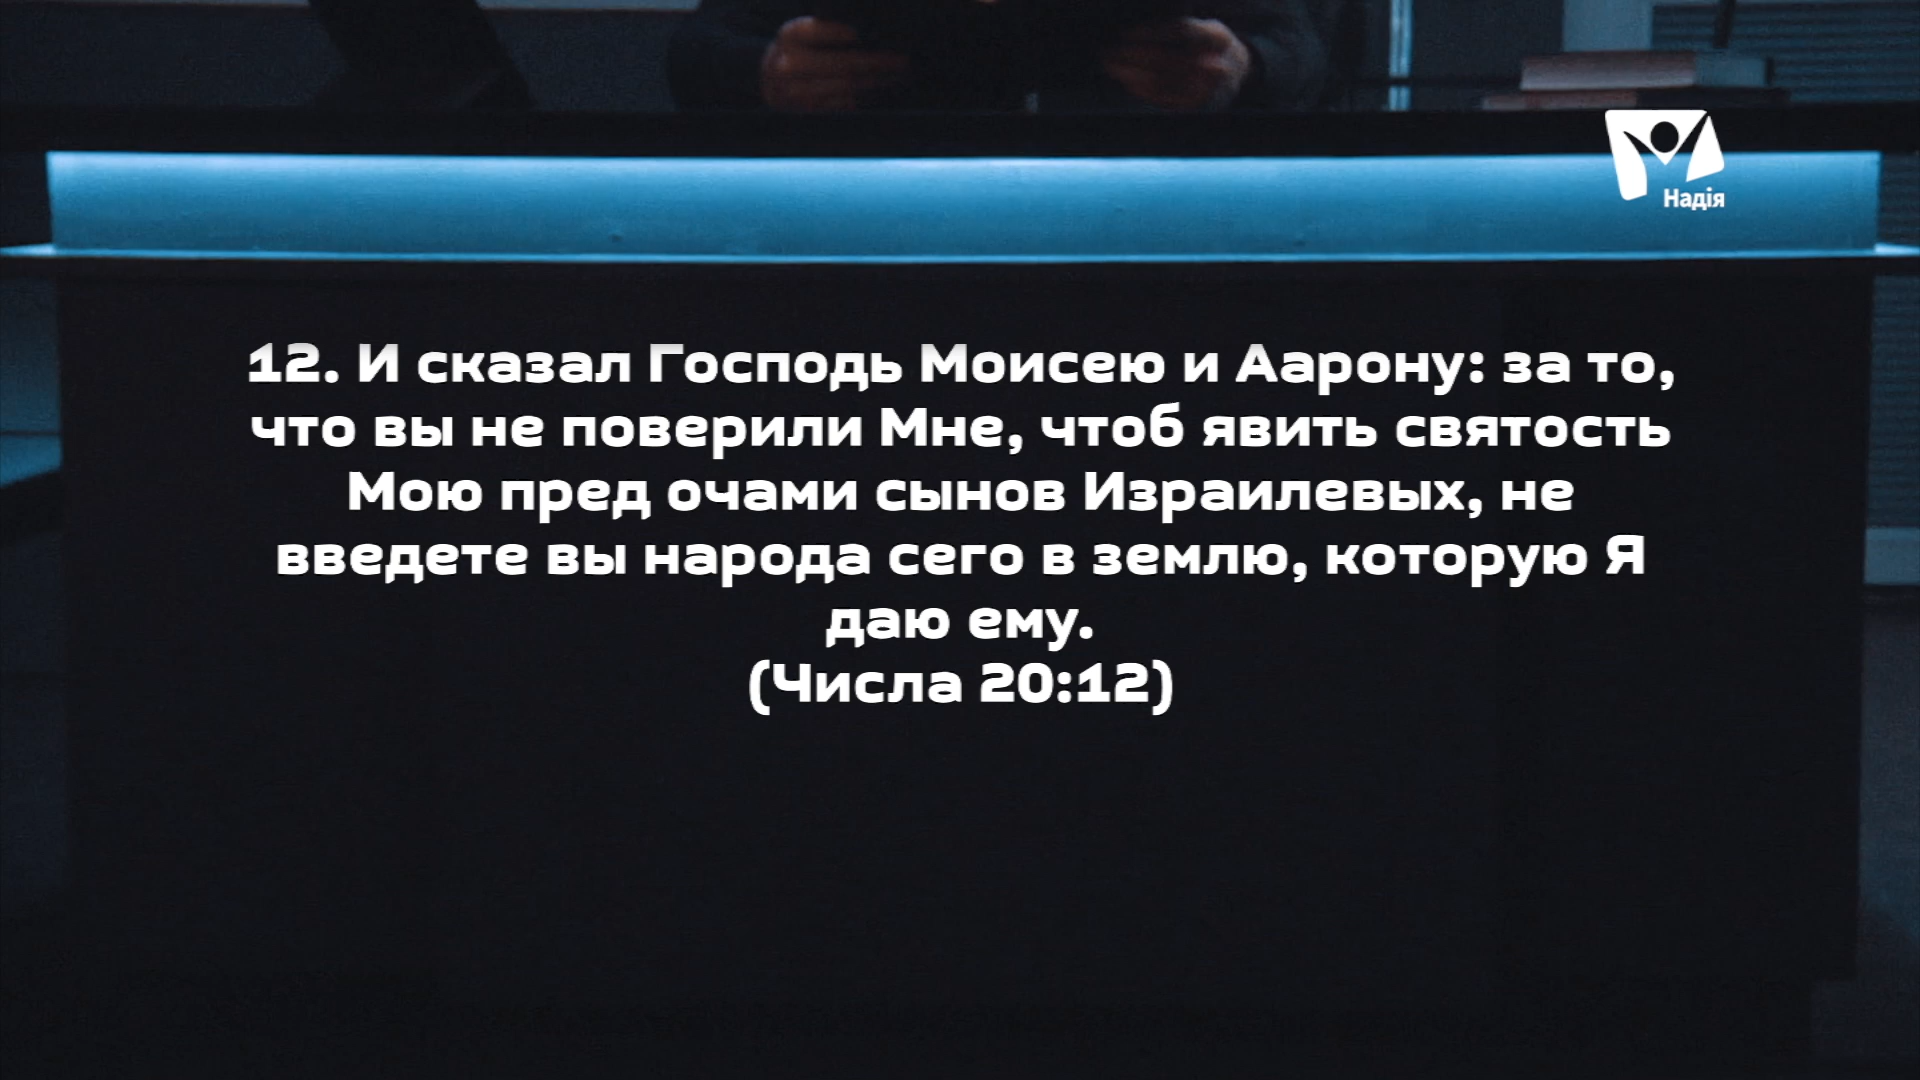 Надія
12. И сказал Господь Моисею и Аарону: за то,
что вы не поверили Мне, чтоб явить святость
Мою пред очами сынов Израилевых, не
введете вы народа сего в землю, которую Я
даю ему.
(Числа 20:12)